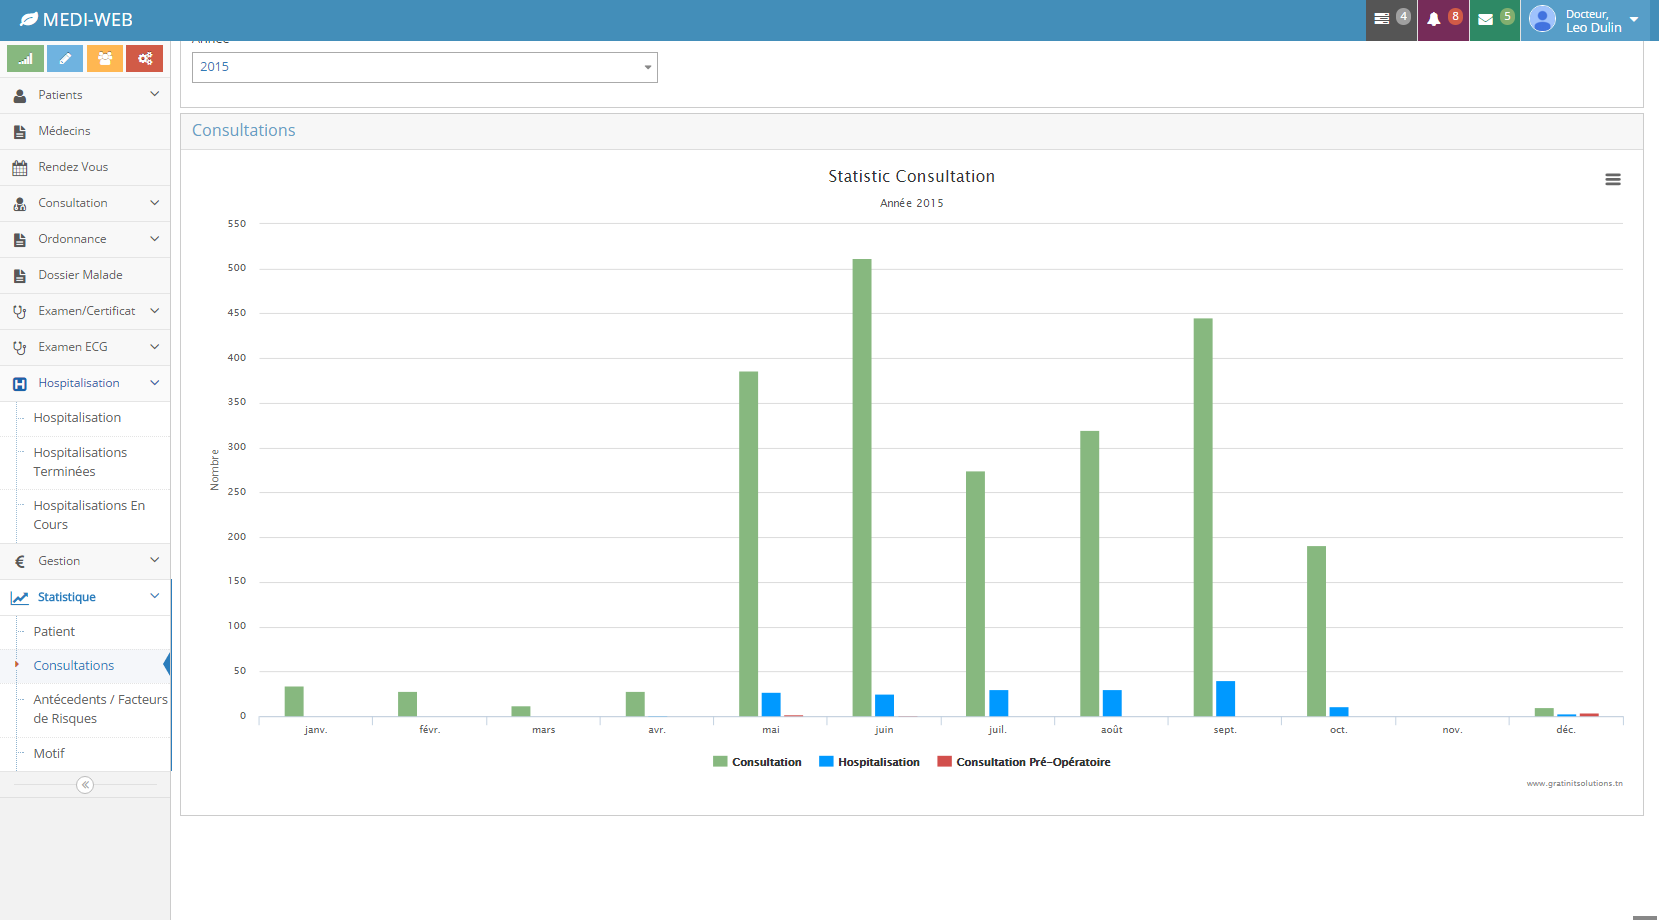 MEDI-WEB
4
8
5
Docteur,
Leo Dulin
Année
2015
Patients
Médecins
Rendez Vous
Consultation
Ordonnance
Dossier Malade
Examen/Certificat
Examen ECG
Hospitalisation
Hospitalisation
Hospitalisations
Terminées
Hospitalisations En
Cours
Gestion
Statistique
Patient
Consultations
Antécedents / Facteurs
de Risques
Motif
Consultations
Statistic Consultation
Année 2015
Nombre
550
500
450
400
350
300
250
200
150
100
50
0
janv. févr. mars avr. mai juin juil. août sept. oct. nov. déc.
Consultation Hospitalisation Consultation Pré-Opératoire
www.gratinitsolutions.tn